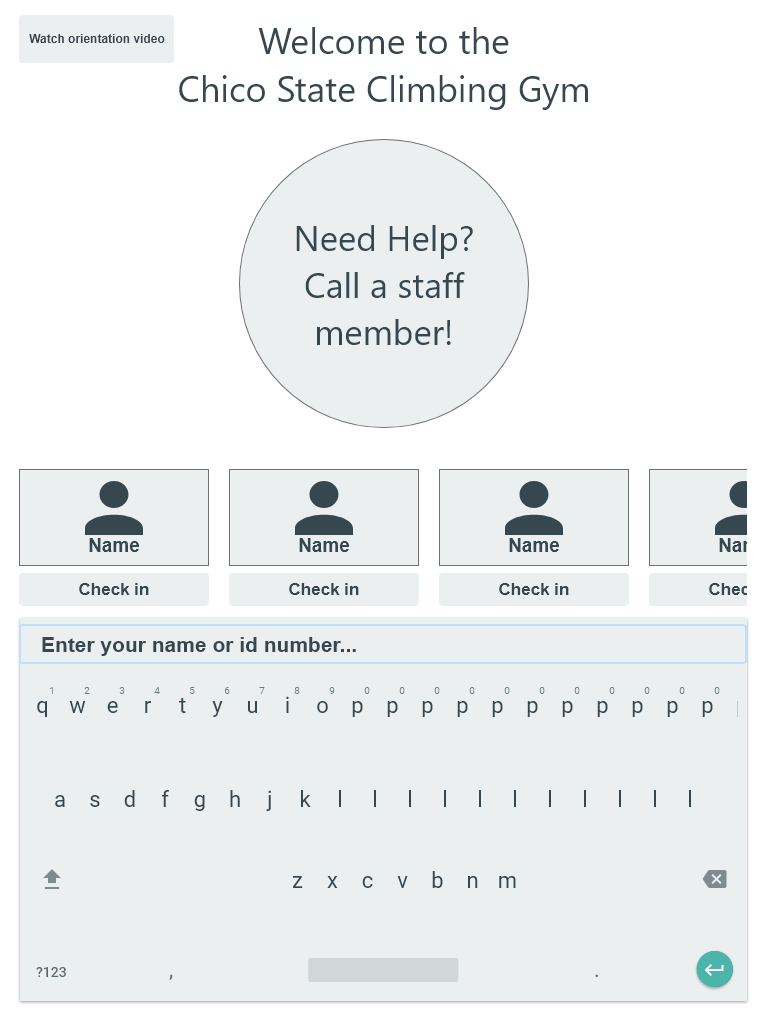 Watch orientation video
Welcome to the
Chico State Climbing Gym
Need Help?
Call a staff
member!
Name Name Name Nar
Check in Check in Check in Chec
Enter your name or id number...
1 2 3 4 5 6 7 8 9 0 0 0 0 0 0 0 0 0 0 0
q w e r t y u i o p p p p p p p p p p p
a s d f g h j k l l l l l l l l l l l
z x c v b n m
?123 , .